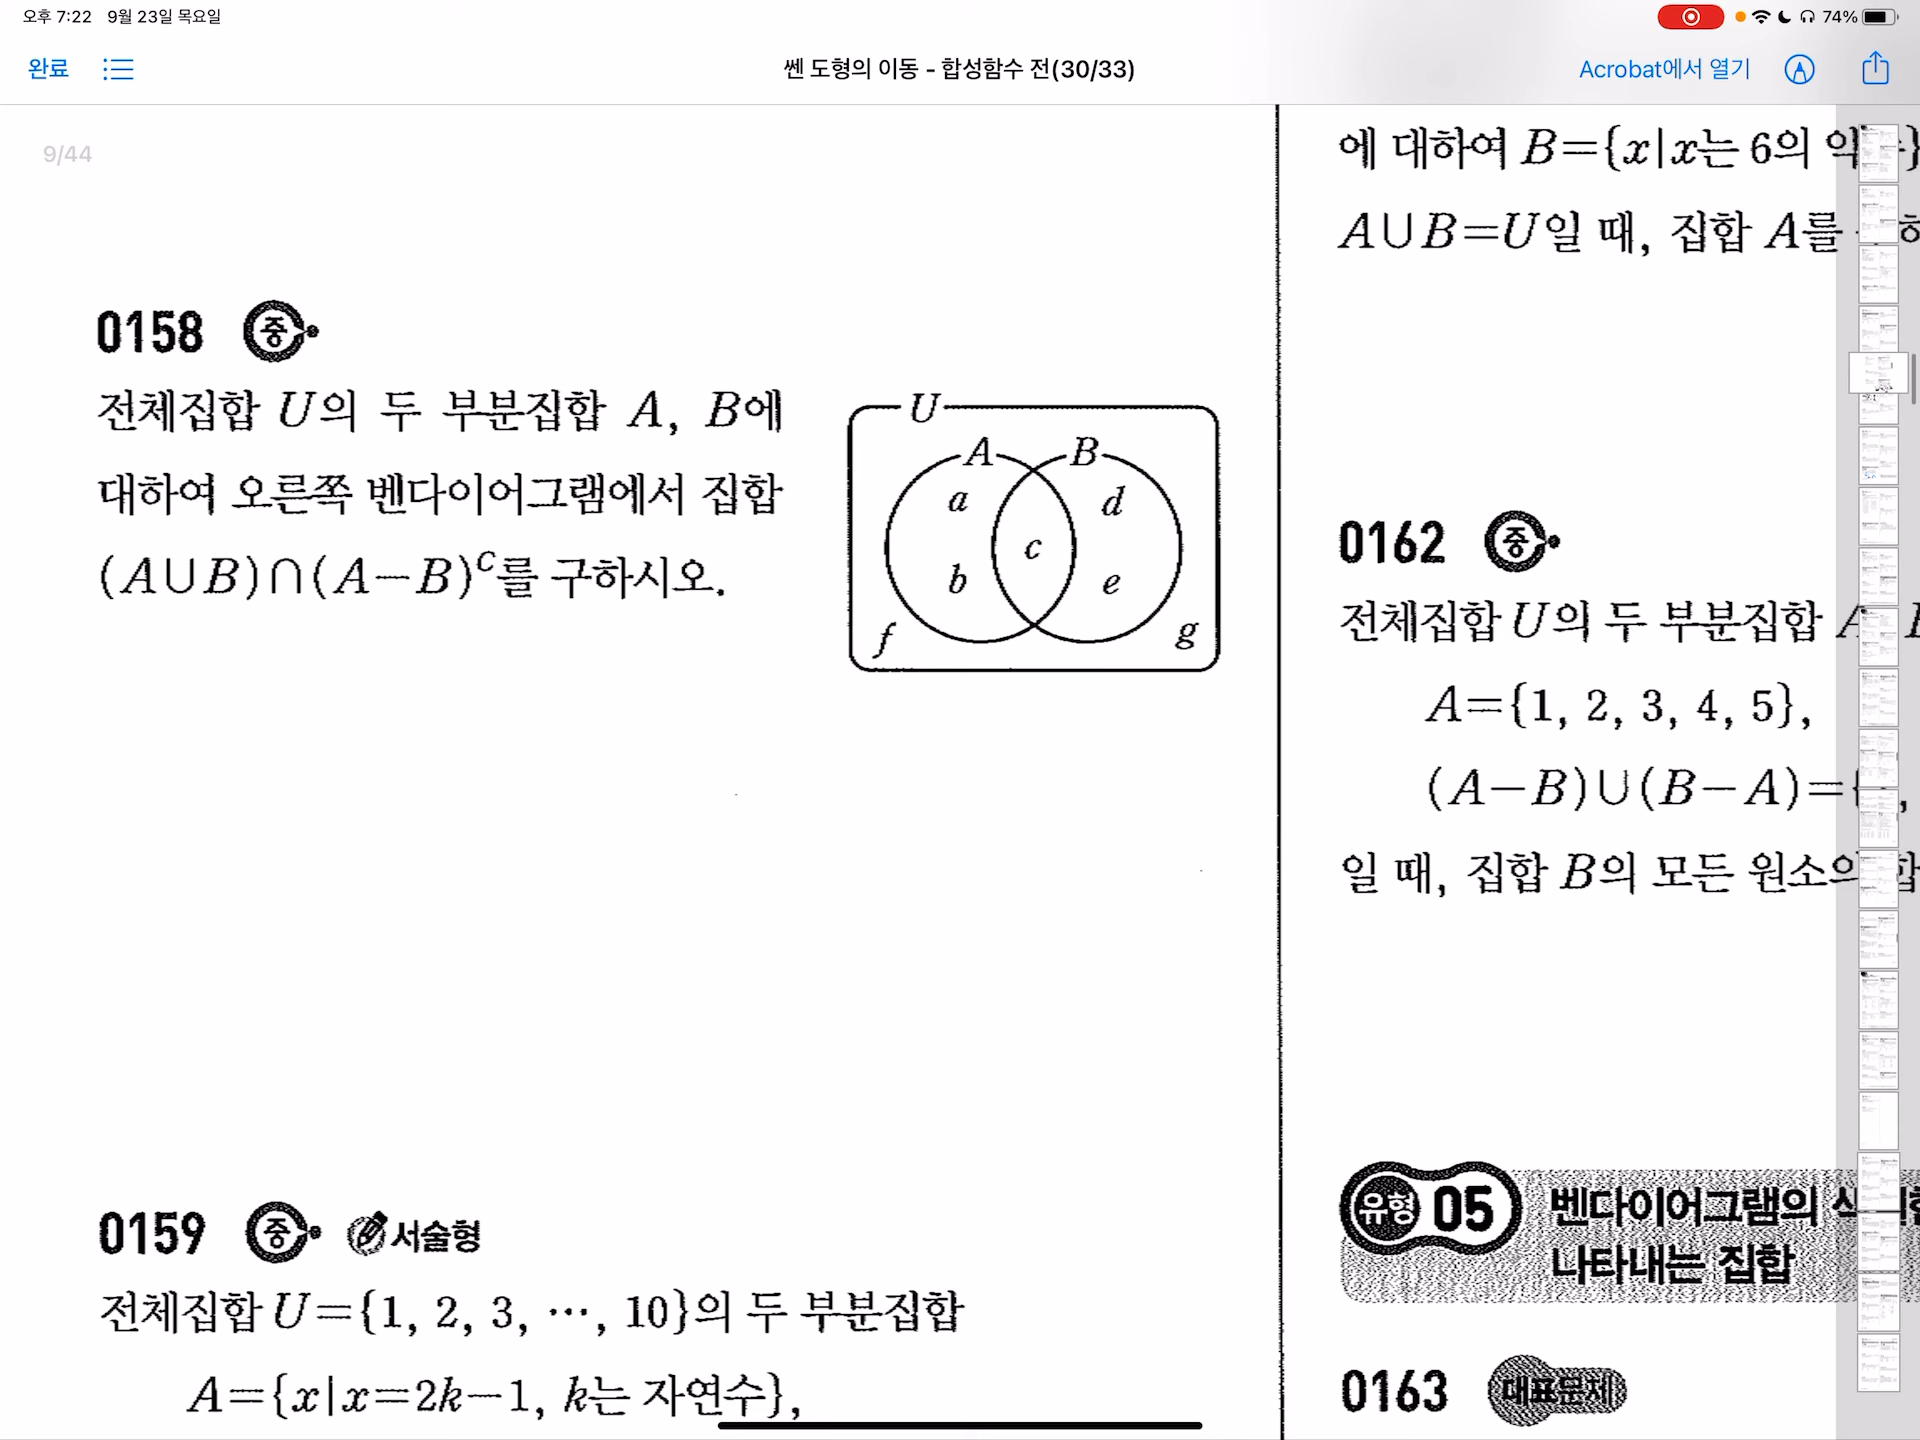 오후 7:22 9월 23일 목요일
74%
완료
쎈 도형의 이동 - 합성함수 전(30/33)
Acrobat에서 열기
9/44
0158 중
전체집합 U의 두 부분집합 A, B에
대하여 오른쪽 벤다이어그램에서 집합
(A∪B)∩(A−B)ᶜ를 구하시오.
U
A B
a d
c
b e
f g
0159 중 서술형
전체집합 U={1, 2, 3, ⋯, 10}의 두 부분집합
A={x|x=2k−1, k는 자연수},
에 대하여 B={x|x는 6의
A∪B=U일 때, 집합 A를
0162 중
전체집합 U의 두 부분집합
A={1, 2, 3, 4, 5},
(A−B)∪(B−A)=
일 때, 집합 B의 모든 원소의
유형 05 벤다이어그램의
나타내는 집합
0163 대표문제